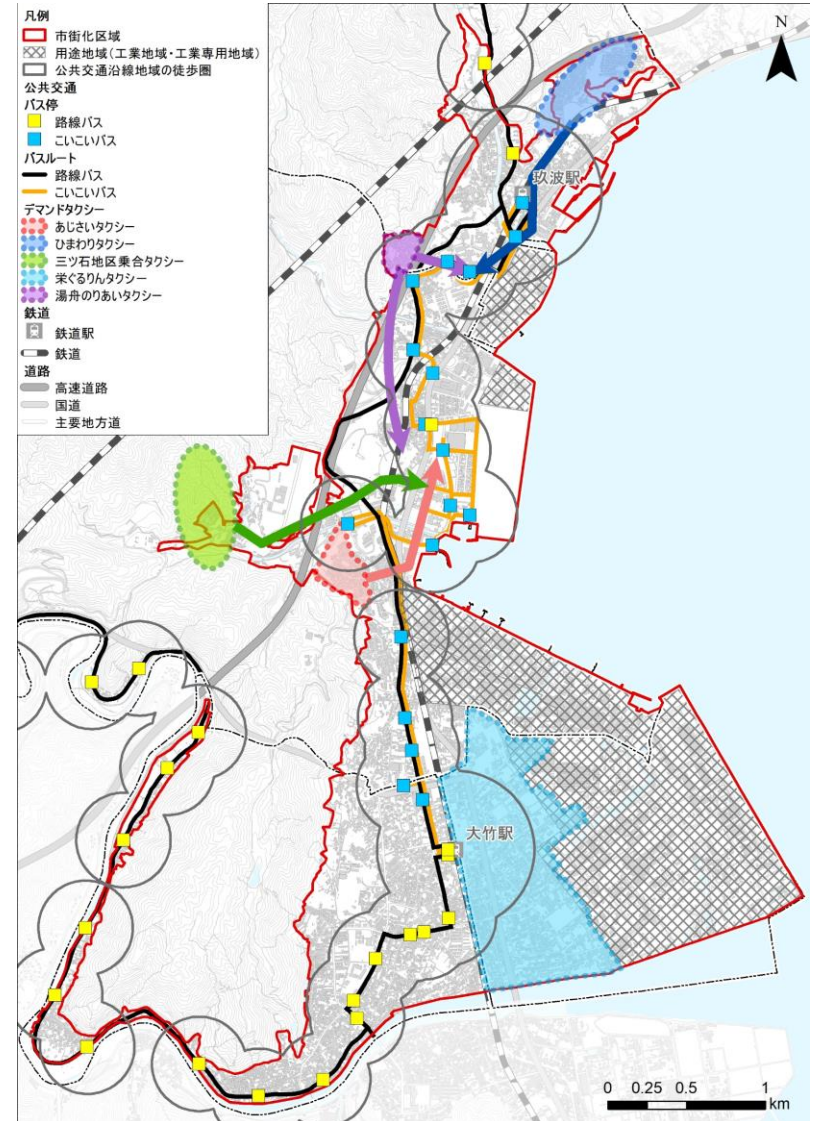 凡例
市街化区域
用途地域(工業地域・工業専用地域)
公共交通沿線地域の徒歩圏
公共交通
バス停
路線バス
こいこいバス
バスルート
路線バス
こいこいバス
デマンドタクシー
あじさいタクシー
ひまわりタクシー
三ツ石地区乗合タクシー
栄ぐるりんタクシー
湯舟のりあいタクシー
鉄道
鉄道駅
鉄道
道路
高速道路
国道
主要地方道
N
玖波駅
大竹駅
0 0.25 0.5 1
km